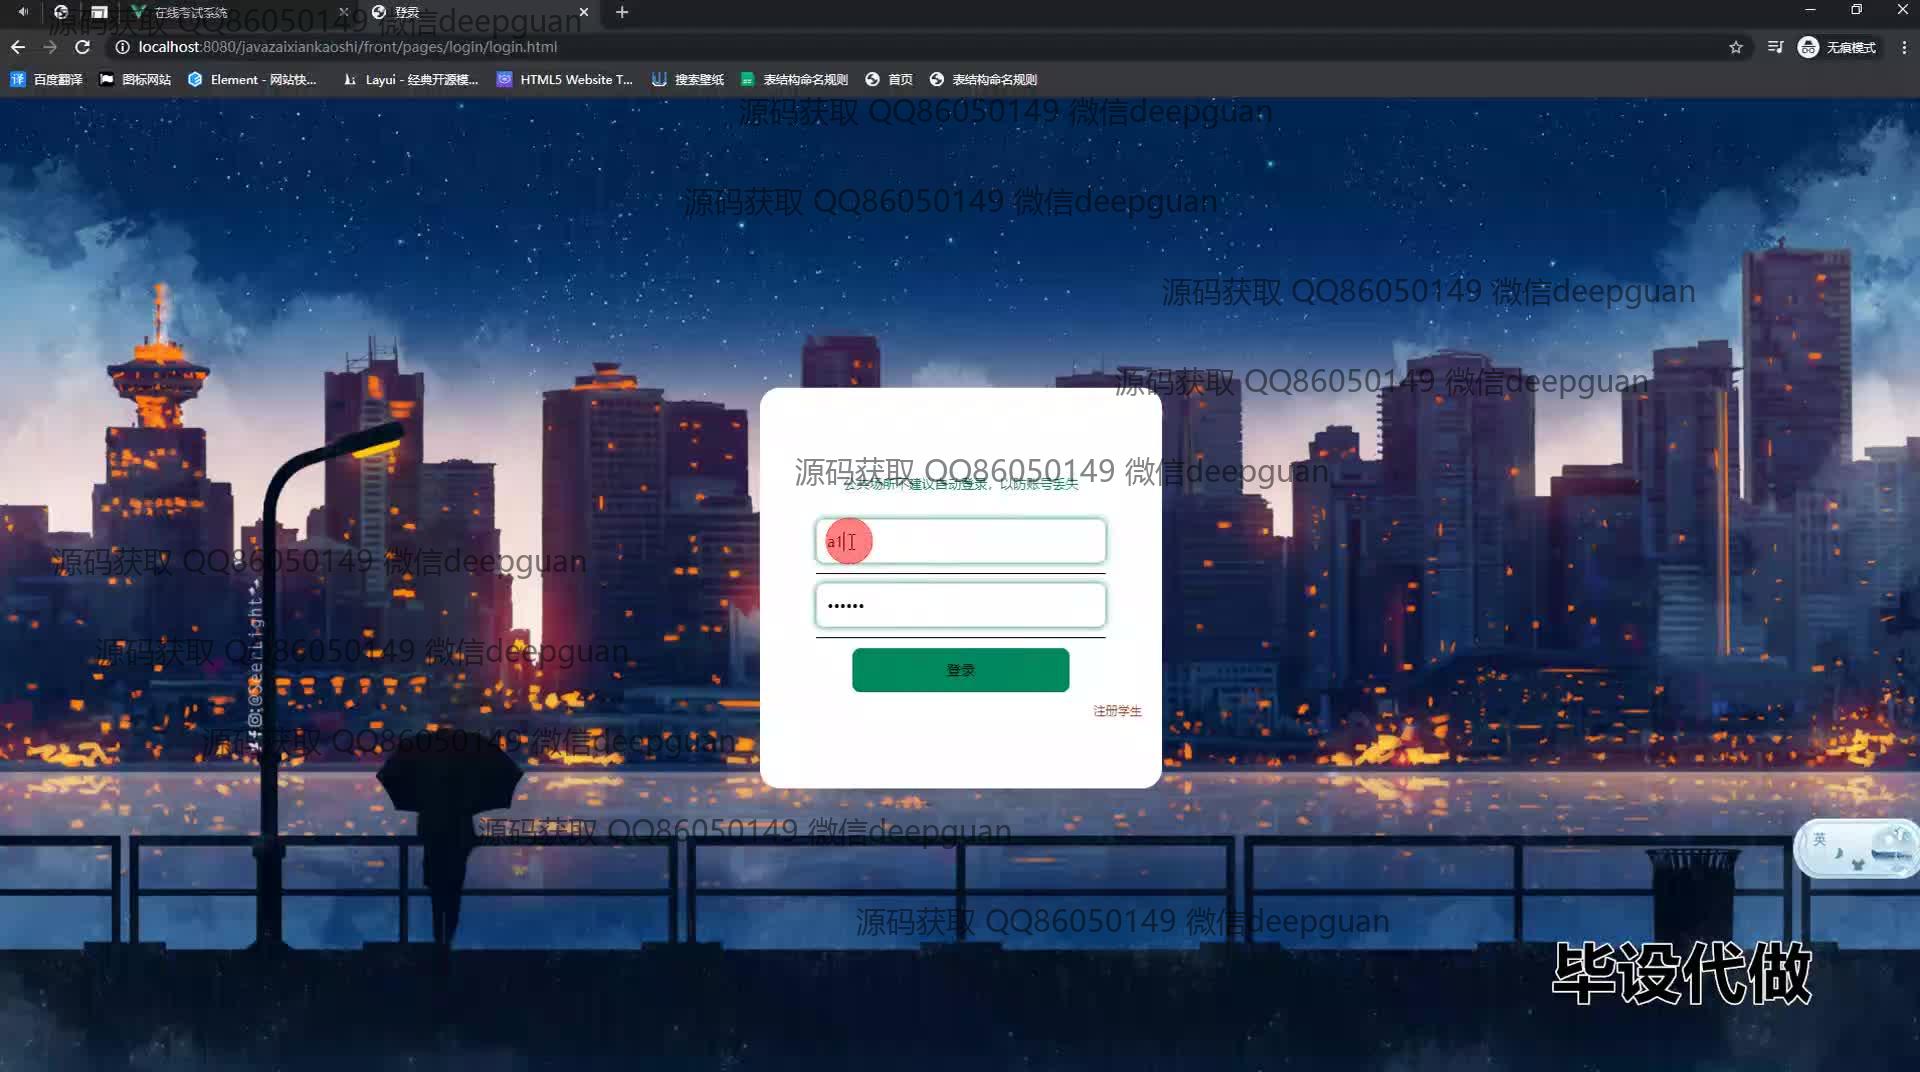 在线考试系统
登录
源码获取 QQ86050149 微信deepguan
localhost:8080/javazaixiankaoshi/front/pages/login/login.html
无痕模式
百度翻译
图标网站
Element - 网站快...
Layui - 经典开源模...
HTML5 Website T...
搜索壁纸
表结构命名规则
首页
表结构命名规则
源码获取 QQ86050149 微信deepguan
源码获取 QQ86050149 微信deepguan
源码获取 QQ86050149 微信deepguan
源码获取 QQ86050149 微信deepguan
源码获取 QQ86050149 微信deepguan
公共场所不建议自动登录，以防账号丢失
a1
源码获取 QQ86050149 微信deepguan
••••••
源码获取 QQ86050149 微信deepguan
登录
注册学生
源码获取 QQ86050149 微信deepguan
源码获取 QQ86050149 微信deepguan
英
源码获取 QQ86050149 微信deepguan
毕设代做